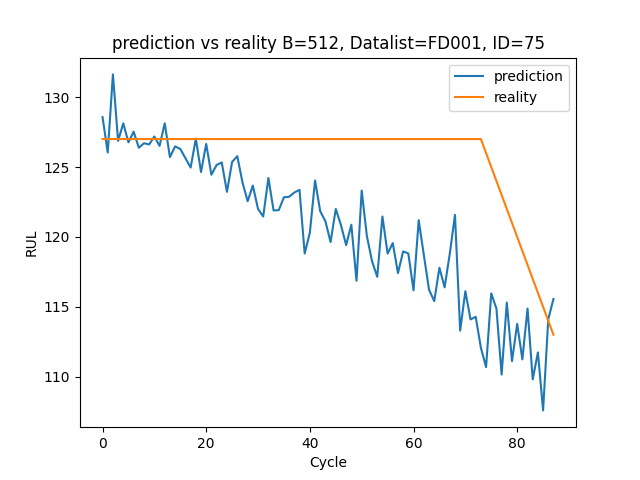 prediction vs reality B=512, Datalist=FD001, ID=75
prediction
reality
130
125
120
115
110
RUL
0 20 40 60 80
Cycle